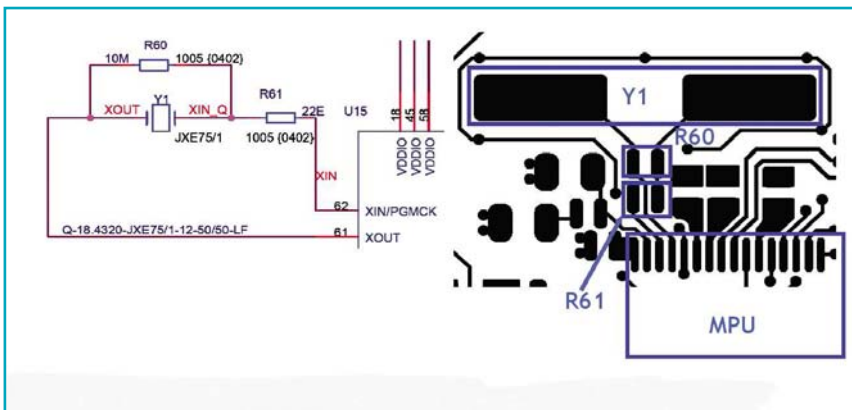 R60
10M
1005 {0402}
Y1
XOUT
XIN_Q
R61
22E
U15
JXE75/1
1005 {0402}
18
45
58
VDDIO
VDDIO
VDDIO
XIN
62
XIN/PGMCK
Q-18.4320-JXE75/1-12-50/50-LF
61
XOUT
Y1
R60
R61
MPU